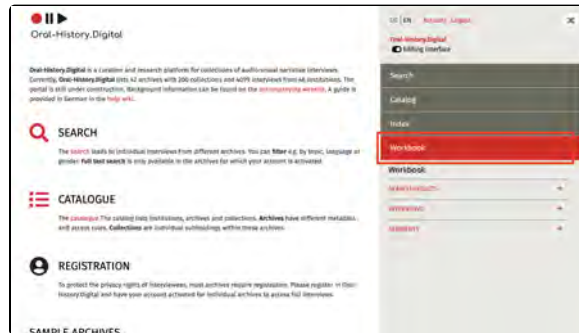 Oral-History.Digital
Oral-History.Digital is a curation and research platform for collections of audio-visual narrative interviews.
Currently, Oral-History.Digital lists 42 archives with 206 collections and interviews from 46 institutions. The
portal is still under construction. Background information can be found on the accompanying website. A guide is
provided in German in the help wiki.
SEARCH
The search leads to individual interviews from different archives. You can filter e.g. by topic, language or
gender. Full text search is only available in the archives for which your account is activated.
CATALOGUE
The catalogue The catalog lists institutions, archives and collections. Archives have different metadata
and access rules. Collections are individual subholdings within these archives.
REGISTRATION
To protect the privacy rights of interviewees, most archives require registration. Please register in Oral-
History.Digital and have your account activated for individual archives to access full interviews.
SAMPLE ARCHIVES
DE | EN Account Logout
Oral-History.Digital
Editing interface
Search
Catalog
Index
Workbook
Workbook
SEARCH RESULTS
INTERVIEWS
SEGMENTS